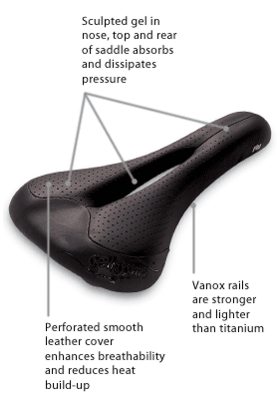 Sculpted gel in
nose, top and rear
of saddle absorbs
and dissipates
pressure
Vanox rails
are stronger
and lighter
than titanium
Perforated smooth
leather cover
enhances breathability
and reduces heat
build-up